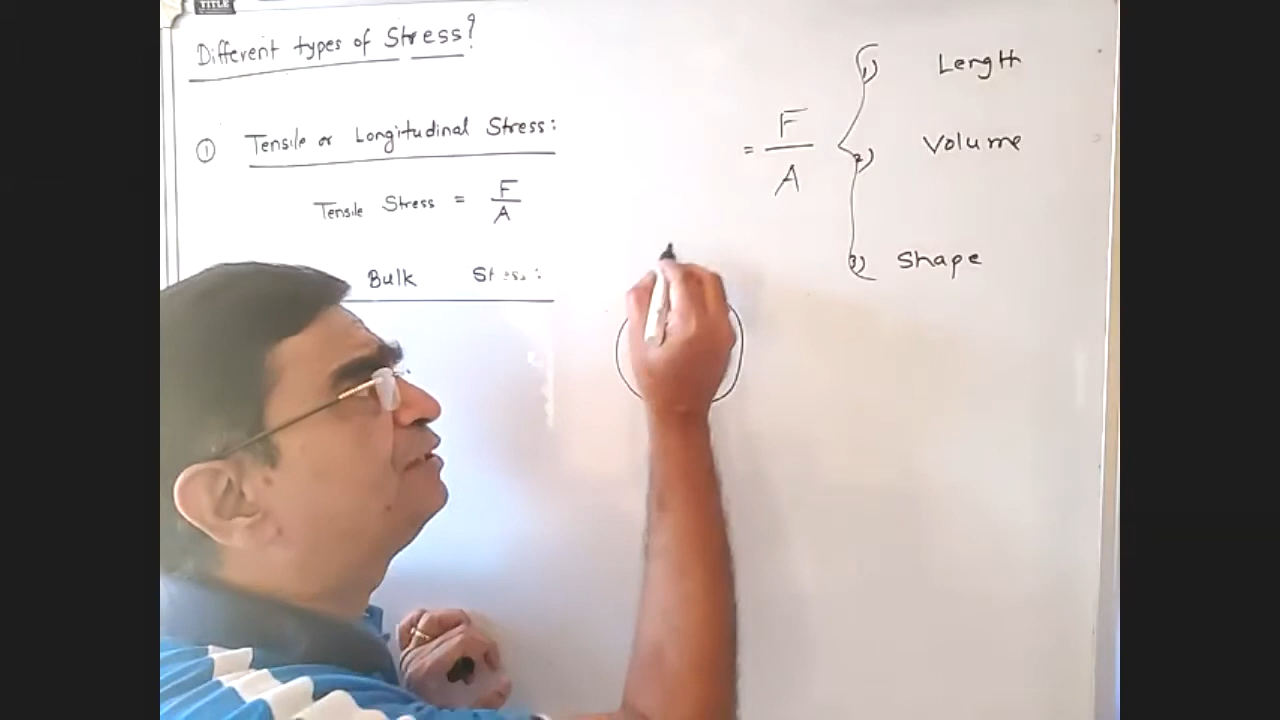 TITLE
Different types of Stress?
① Tensile or Longitudinal Stress:
Tensile Stress = F/A
Bulk Stress:
= F/A
1) Length
2) Volume
3) Shape